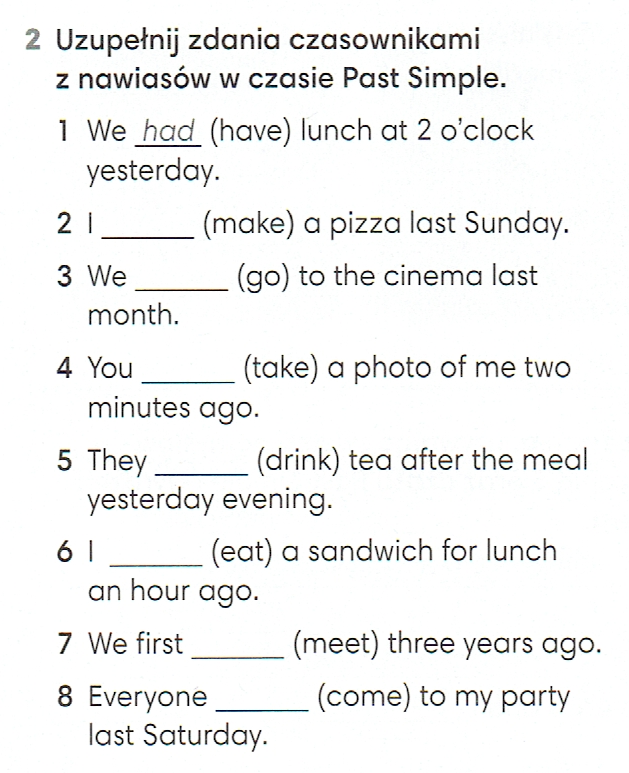 2 Uzupełnij zdania czasownikami
z nawiasów w czasie Past Simple.
1 We had (have) lunch at 2 o'clock
yesterday.
2 I ______ (make) a pizza last Sunday.
3 We ______ (go) to the cinema last
month.
4 You ______ (take) a photo of me two
minutes ago.
5 They ______ (drink) tea after the meal
yesterday evening.
6 I ______ (eat) a sandwich for lunch
an hour ago.
7 We first ______ (meet) three years ago.
8 Everyone ______ (come) to my party
last Saturday.